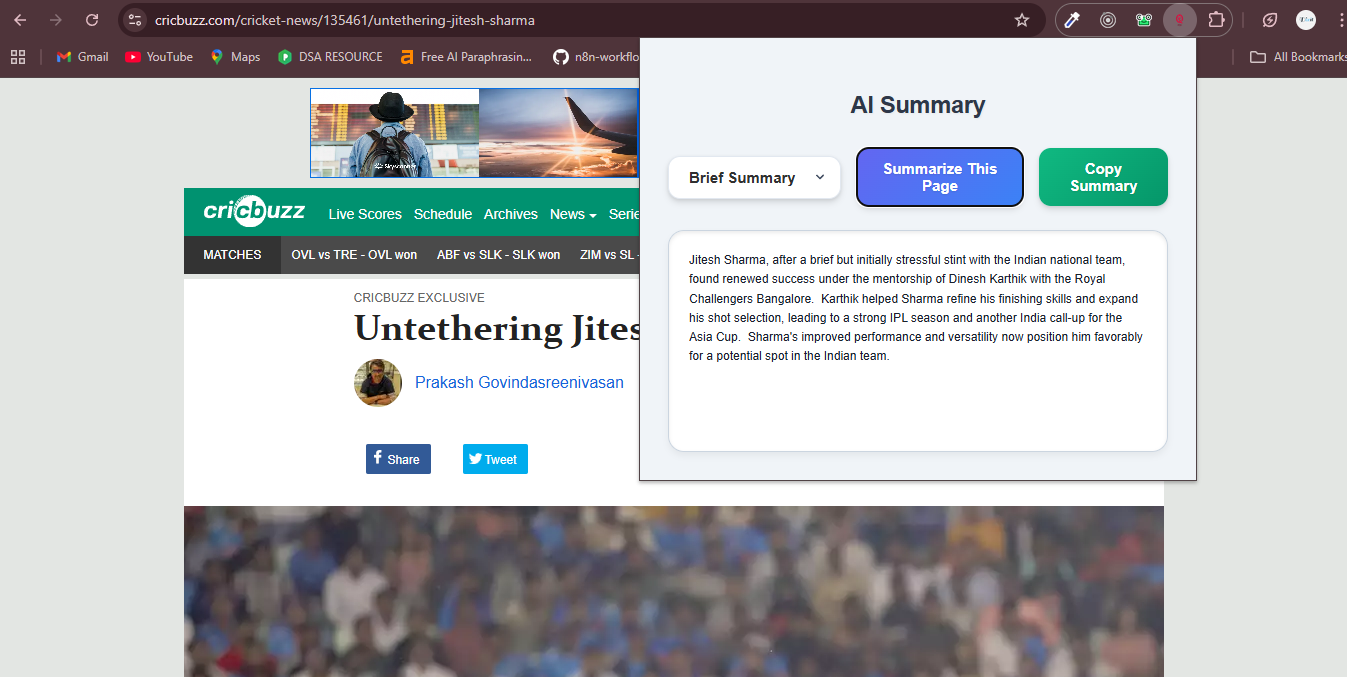 cricbuzz.com/cricket-news/135461/untethering-jitesh-sharma
Gmail
YouTube
Maps
DSA RESOURCE
Free AI Paraphrasin...
n8n-workflo
All Bookmarks
Skyscanner
cricbuzz
Live Scores
Schedule
Archives
News
Serie
MATCHES
OVL vs TRE - OVL won
ABF vs SLK - SLK won
ZIM vs SL -
CRICBUZZ EXCLUSIVE
Untethering Jites
Prakash Govindasreenivasan
Share
Tweet
AI Summary
Brief Summary
Summarize This
Page
Copy
Summary
Jitesh Sharma, after a brief but initially stressful stint with the Indian national team,
found renewed success under the mentorship of Dinesh Karthik with the Royal
Challengers Bangalore.  Karthik helped Sharma refine his finishing skills and expand
his shot selection, leading to a strong IPL season and another India call-up for the
Asia Cup.  Sharma's improved performance and versatility now position him favorably
for a potential spot in the Indian team.